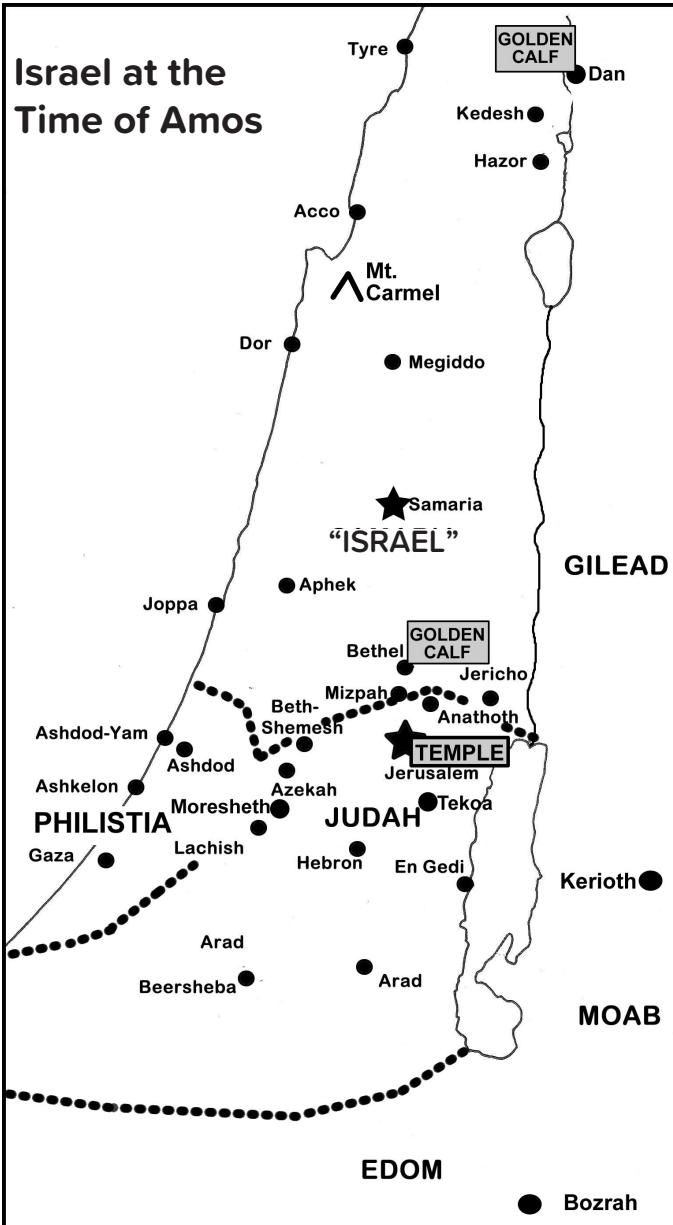 Israel at the
Time of Amos
Tyre
GOLDEN
CALF
Dan
Kedesh
Hazor
Acco
Mt.
Carmel
Dor
Megiddo
Samaria
“ISRAEL”
GILEAD
Aphek
Joppa
GOLDEN
CALF
Bethel
Jericho
Mizpah
Anathoth
Beth-
Shemesh
Ashdod-Yam
Ashdod
TEMPLE
Jerusalem
Azekah
Ashkelon
Moresheth
Tekoa
PHILISTIA
JUDAH
Lachish
Gaza
Hebron
En Gedi
Kerioth
Arad
Beersheba
Arad
MOAB
EDOM
Bozrah